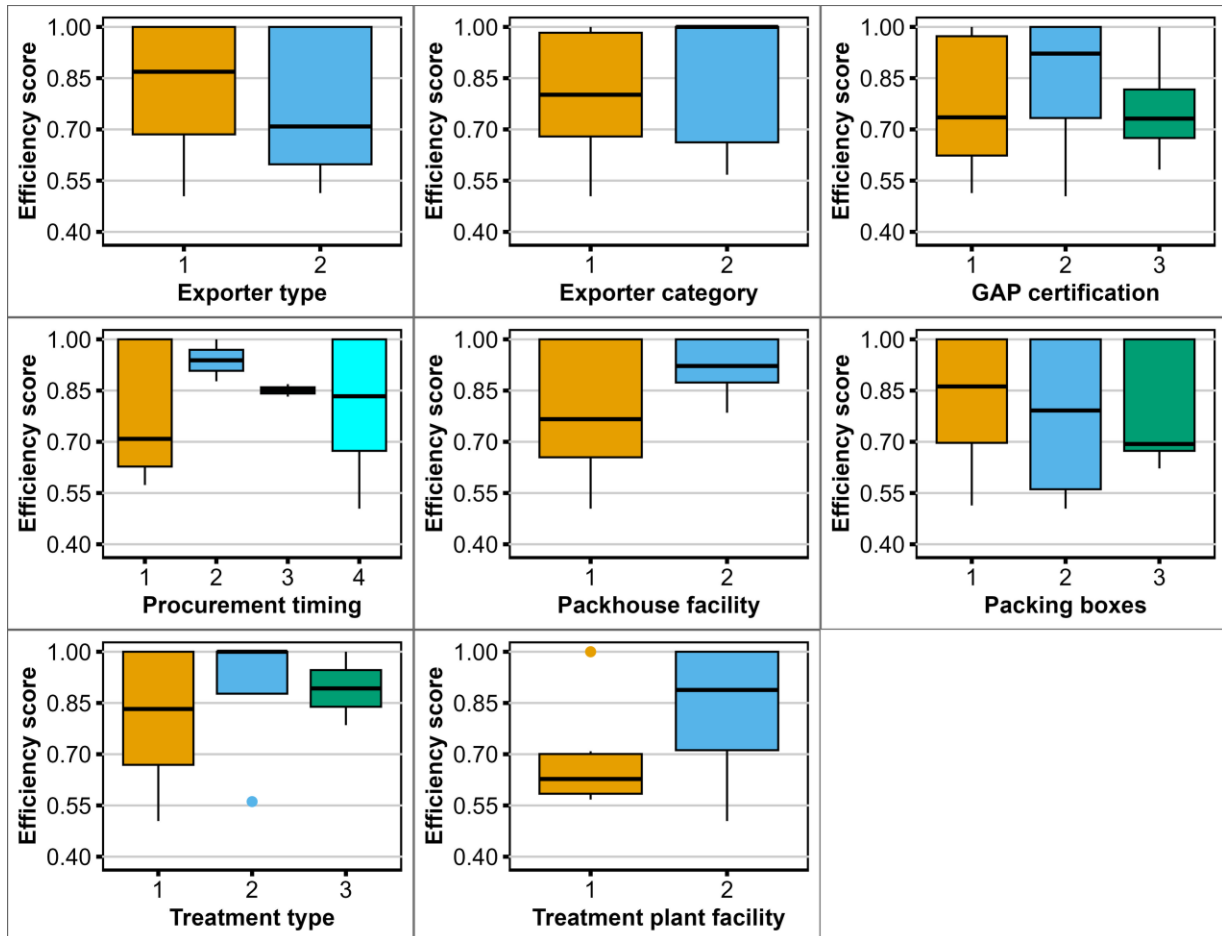 Efficiency score
1.00
0.85
0.70
0.55
0.40
1 2
Exporter type
Efficiency score
1.00
0.85
0.70
0.55
0.40
1 2
Exporter category
Efficiency score
1.00
0.85
0.70
0.55
0.40
1 2 3
GAP certification
Efficiency score
1.00
0.85
0.70
0.55
0.40
1 2 3 4
Procurement timing
Efficiency score
1.00
0.85
0.70
0.55
0.40
1 2
Packhouse facility
Efficiency score
1.00
0.85
0.70
0.55
0.40
1 2 3
Packing boxes
Efficiency score
1.00
0.85
0.70
0.55
0.40
1 2 3
Treatment type
Efficiency score
1.00
0.85
0.70
0.55
0.40
1 2
Treatment plant facility